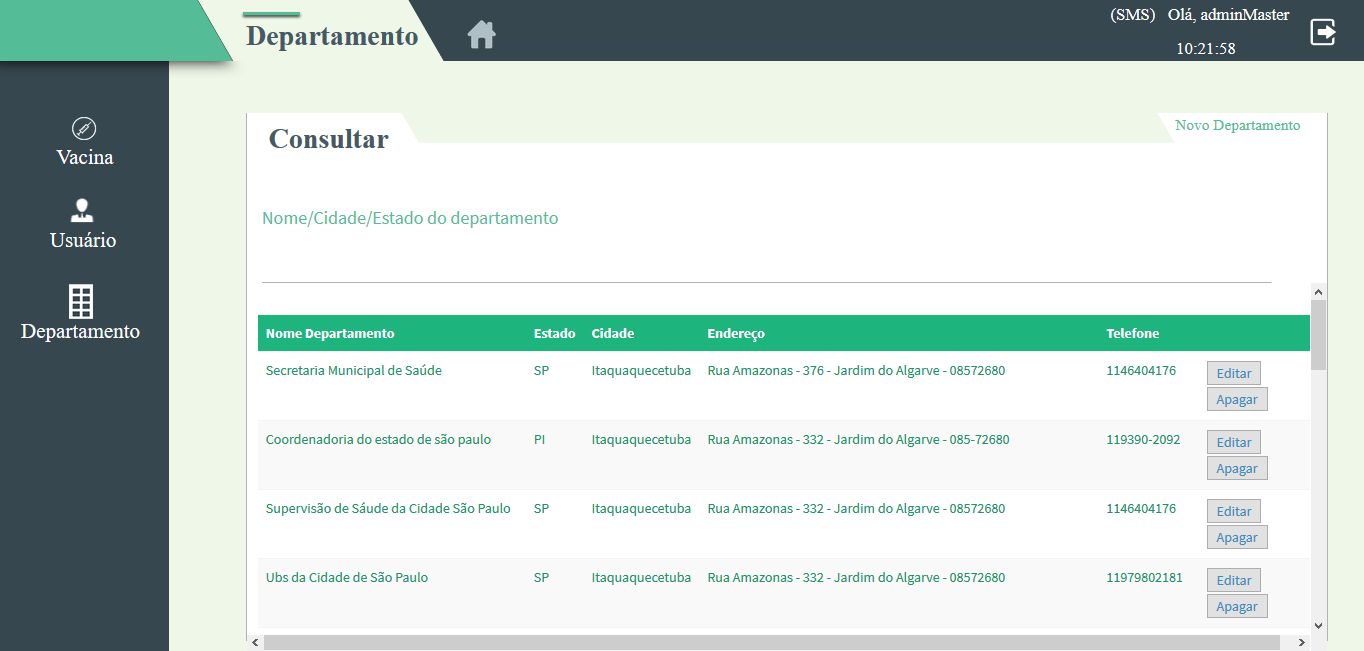 Departamento
(SMS) Olá, adminMaster
10:21:58
Vacina
Usuário
Departamento
Consultar
Novo Departamento
Nome/Cidade/Estado do departamento
Nome Departamento Estado Cidade Endereço Telefone
Secretaria Municipal de Saúde SP Itaquaquecetuba Rua Amazonas - 376 - Jardim do Algarve - 08572680 1146404176 Editar
Apagar
Coordenadoria do estado de são paulo PI Itaquaquecetuba Rua Amazonas - 332 - Jardim do Algarve - 085-72680 119390-2092 Editar
Apagar
Supervisão de Sáude da Cidade São Paulo SP Itaquaquecetuba Rua Amazonas - 332 - Jardim do Algarve - 08572680 1146404176 Editar
Apagar
Ubs da Cidade de São Paulo SP Itaquaquecetuba Rua Amazonas - 332 - Jardim do Algarve - 08572680 11979802181 Editar
Apagar